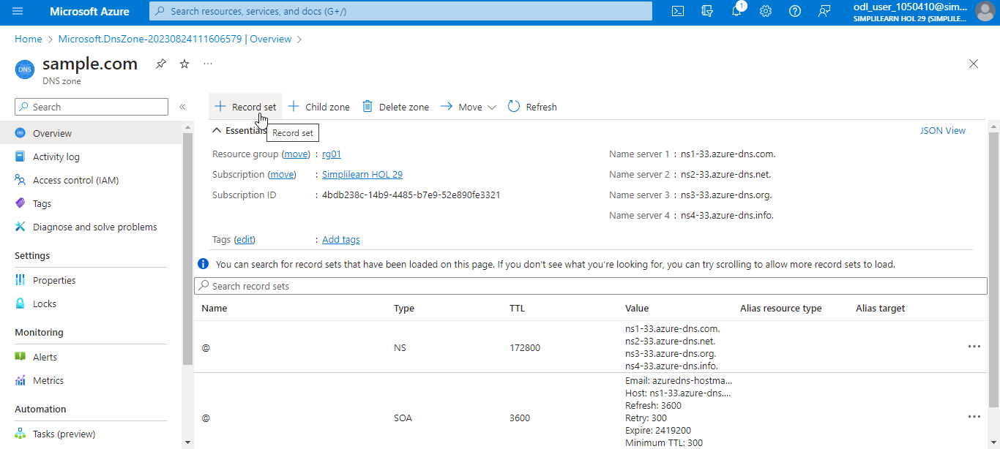 Microsoft Azure
Search resources, services, and docs (G+/)
1
odl_user_1050410@sim...
SIMPLILEARN HOL 29 (SIMPLILE...
Home > Microsoft.DnsZone-20230824111606579 | Overview >
DNS
sample.com
...
DNS zone
Search
«
Overview
Activity log
Access control (IAM)
Tags
Diagnose and solve problems
Settings
Properties
Locks
Monitoring
Alerts
Metrics
Automation
Tasks (preview)
+ Record set
+ Child zone
Delete zone
Move
Refresh
Essentials
Record set
JSON View
Resource group (move) : rg01
Subscription (move) : Simplilearn HOL 29
Subscription ID : 4bdb238c-14b9-4485-b7e9-52e890fe3321
Name server 1 : ns1-33.azure-dns.com.
Name server 2 : ns2-33.azure-dns.net.
Name server 3 : ns3-33.azure-dns.org.
Name server 4 : ns4-33.azure-dns.info.
Tags (edit) : Add tags
You can search for record sets that have been loaded on this page. If you don't see what you're looking for, you can try scrolling to allow more record sets to load.
Search record sets
Name Type TTL Value Alias resource type Alias target
@ NS 172800
ns1-33.azure-dns.com.
ns2-33.azure-dns.net.
ns3-33.azure-dns.org.
ns4-33.azure-dns.info.
...
@ SOA 3600
Email: azuredns-hostma...
Host: ns1-33.azure-dns....
Refresh: 3600
Retry: 300
Expire: 2419200
Minimum TTL: 300
...